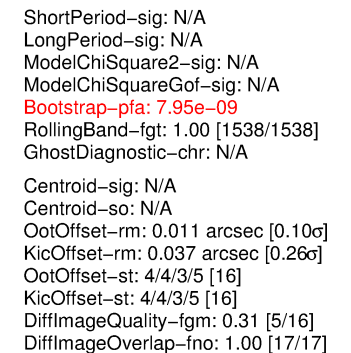 ShortPeriod−sig: N/A
LongPeriod−sig: N/A
ModelChiSquare2−sig: N/A
ModelChiSquareGof−sig: N/A
Bootstrap−pfa: 7.95e−09
RollingBand−fgt: 1.00 [1538/1538]
GhostDiagnostic−chr: N/A
Centroid−sig: N/A
Centroid−so: N/A
OotOffset−rm: 0.011 arcsec [0.10σ]
KicOffset−rm: 0.037 arcsec [0.26σ]
OotOffset−st: 4/4/3/5 [16]
KicOffset−st: 4/4/3/5 [16]
DiffImageQuality−fgm: 0.31 [5/16]
DiffImageOverlap−fno: 1.00 [17/17]